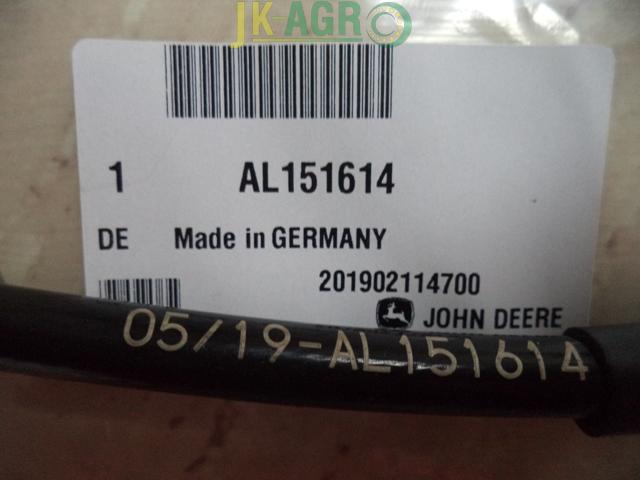 JK-AGRO
1 AL151614
DE Made in GERMANY
201902114700
JOHN DEERE
05/19-AL151614